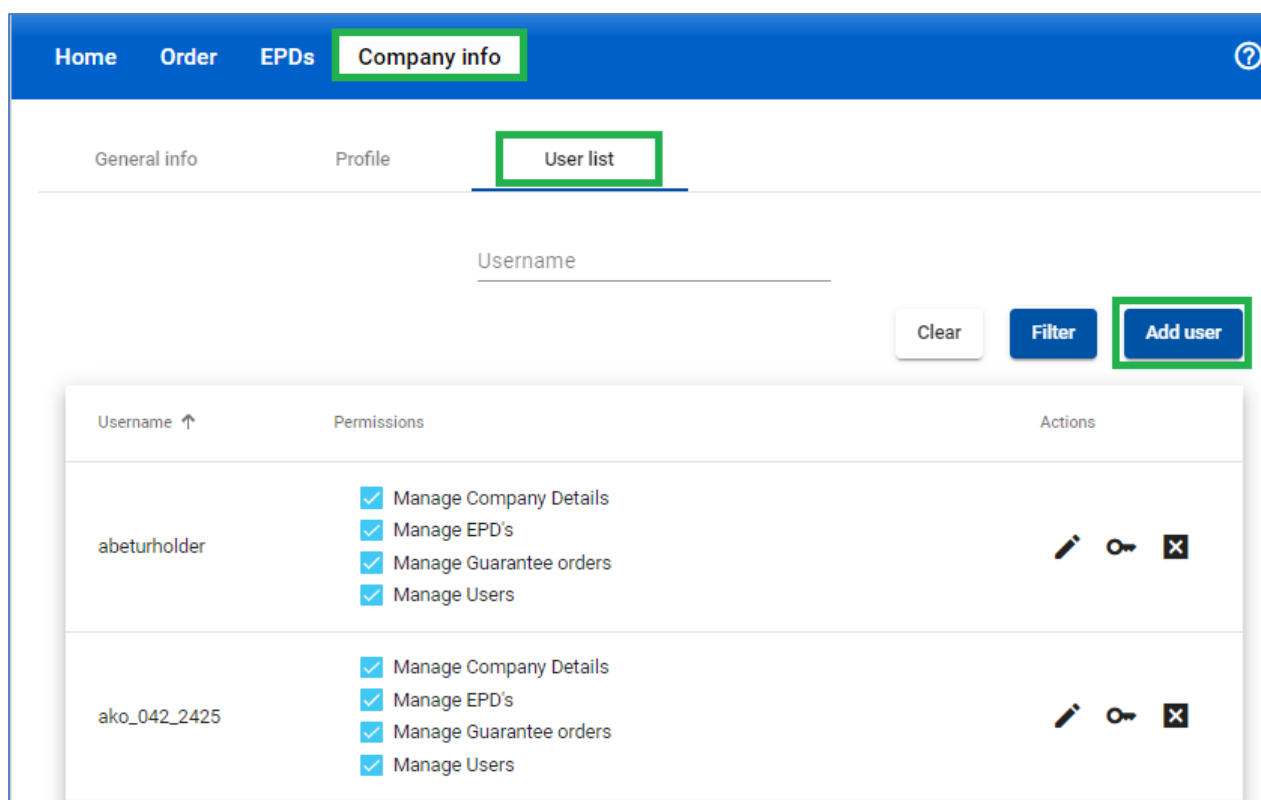 Home Order EPDs Company info
General info Profile User list
Username
Clear Filter Add user
Username Permissions Actions
Manage Company Details
Manage EPD's
abeturholder
Manage Guarantee orders
Manage Users
Manage Company Details
Manage EPD's
ako_042_2425
Manage Guarantee orders
Manage Users